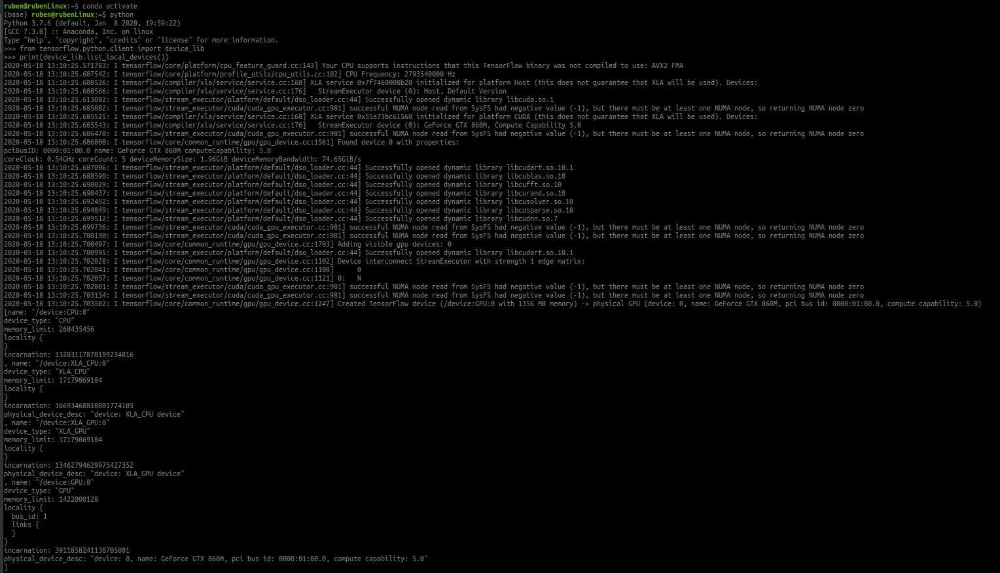 ruben@rubenLinux:~$ conda activate
(base) ruben@rubenLinux:~$ python
Python 3.7.6 (default, Jan  8 2020, 19:59:22)
[GCC 7.3.0] :: Anaconda, Inc. on linux
Type "help", "copyright", "credits" or "license" for more information.
>>> from tensorflow.python.client import device_lib
>>> print(device_lib.list_local_devices())
2020-05-18 13:10:25.571783: I tensorflow/core/platform/cpu_feature_guard.cc:143] Your CPU supports instructions that this TensorFlow binary was not compiled to use: AVX2 FMA
2020-05-18 13:10:25.607542: I tensorflow/core/platform/profile_utils/cpu_utils.cc:102] CPU Frequency: 2793540000 Hz
2020-05-18 13:10:25.608526: I tensorflow/compiler/xla/service/service.cc:168] XLA service 0x7f7460000b20 initialized for platform Host (this does not guarantee that XLA will be used). Devices:
2020-05-18 13:10:25.608566: I tensorflow/compiler/xla/service/service.cc:176]   StreamExecutor device (0): Host, Default Version
2020-05-18 13:10:25.613082: I tensorflow/stream_executor/platform/default/dso_loader.cc:44] Successfully opened dynamic library libcuda.so.1
2020-05-18 13:10:25.685082: I tensorflow/stream_executor/cuda/cuda_gpu_executor.cc:981] successful NUMA node read from SysFS had negative value (-1), but there must be at least one NUMA node, so returning NUMA node zero
2020-05-18 13:10:25.685525: I tensorflow/compiler/xla/service/service.cc:168] XLA service 0x55a73bc61560 initialized for platform CUDA (this does not guarantee that XLA will be used). Devices:
2020-05-18 13:10:25.685543: I tensorflow/compiler/xla/service/service.cc:176]   StreamExecutor device (0): GeForce GTX 860M, Compute Capability 5.0
2020-05-18 13:10:25.686470: I tensorflow/stream_executor/cuda/cuda_gpu_executor.cc:981] successful NUMA node read from SysFS had negative value (-1), but there must be at least one NUMA node, so returning NUMA node zero
2020-05-18 13:10:25.686800: I tensorflow/core/common_runtime/gpu/gpu_device.cc:1561] Found device 0 with properties:
pciBusID: 0000:01:00.0 name: GeForce GTX 860M computeCapability: 5.0
coreClock: 0.54GHz coreCount: 5 deviceMemorySize: 1.96GiB deviceMemoryBandwidth: 74.65GiB/s
2020-05-18 13:10:25.687096: I tensorflow/stream_executor/platform/default/dso_loader.cc:44] Successfully opened dynamic library libcudart.so.10.1
2020-05-18 13:10:25.688590: I tensorflow/stream_executor/platform/default/dso_loader.cc:44] Successfully opened dynamic library libcublas.so.10
2020-05-18 13:10:25.690029: I tensorflow/stream_executor/platform/default/dso_loader.cc:44] Successfully opened dynamic library libcufft.so.10
2020-05-18 13:10:25.690437: I tensorflow/stream_executor/platform/default/dso_loader.cc:44] Successfully opened dynamic library libcurand.so.10
2020-05-18 13:10:25.692452: I tensorflow/stream_executor/platform/default/dso_loader.cc:44] Successfully opened dynamic library libcusolver.so.10
2020-05-18 13:10:25.694049: I tensorflow/stream_executor/platform/default/dso_loader.cc:44] Successfully opened dynamic library libcusparse.so.10
2020-05-18 13:10:25.699512: I tensorflow/stream_executor/platform/default/dso_loader.cc:44] Successfully opened dynamic library libcudnn.so.7
2020-05-18 13:10:25.699736: I tensorflow/stream_executor/cuda/cuda_gpu_executor.cc:981] successful NUMA node read from SysFS had negative value (-1), but there must be at least one NUMA node, so returning NUMA node zero
2020-05-18 13:10:25.700190: I tensorflow/stream_executor/cuda/cuda_gpu_executor.cc:981] successful NUMA node read from SysFS had negative value (-1), but there must be at least one NUMA node, so returning NUMA node zero
2020-05-18 13:10:25.700497: I tensorflow/core/common_runtime/gpu/gpu_device.cc:1703] Adding visible gpu devices: 0
2020-05-18 13:10:25.700995: I tensorflow/stream_executor/platform/default/dso_loader.cc:44] Successfully opened dynamic library libcudart.so.10.1
2020-05-18 13:10:25.702028: I tensorflow/core/common_runtime/gpu/gpu_device.cc:1102] Device interconnect StreamExecutor with strength 1 edge matrix:
2020-05-18 13:10:25.702041: I tensorflow/core/common_runtime/gpu/gpu_device.cc:1108]      0
2020-05-18 13:10:25.702057: I tensorflow/core/common_runtime/gpu/gpu_device.cc:1121] 0:   N
2020-05-18 13:10:25.702801: I tensorflow/stream_executor/cuda/cuda_gpu_executor.cc:981] successful NUMA node read from SysFS had negative value (-1), but there must be at least one NUMA node, so returning NUMA node zero
2020-05-18 13:10:25.703154: I tensorflow/stream_executor/cuda/cuda_gpu_executor.cc:981] successful NUMA node read from SysFS had negative value (-1), but there must be at least one NUMA node, so returning NUMA node zero
2020-05-18 13:10:25.703502: I tensorflow/core/common_runtime/gpu/gpu_device.cc:1247] Created TensorFlow device (/device:GPU:0 with 1356 MB memory) -> physical GPU (device: 0, name: GeForce GTX 860M, pci bus id: 0000:01:00.0, compute capability: 5.0)
[name: "/device:CPU:0"
device_type: "CPU"
memory_limit: 268435456
locality {
}
incarnation: 13203117870199234816
, name: "/device:XLA_CPU:0"
device_type: "XLA_CPU"
memory_limit: 17179869184
locality {
}
incarnation: 16693468810801774105
physical_device_desc: "device: XLA_CPU device"
, name: "/device:XLA_GPU:0"
device_type: "XLA_GPU"
memory_limit: 17179869184
locality {
}
incarnation: 13462794629975427352
physical_device_desc: "device: XLA_GPU device"
, name: "/device:GPU:0"
device_type: "GPU"
memory_limit: 1422000128
locality {
  bus_id: 1
  links {
  }
}
incarnation: 3911858241138705001
physical_device_desc: "device: 0, name: GeForce GTX 860M, pci bus id: 0000:01:00.0, compute capability: 5.0"
]